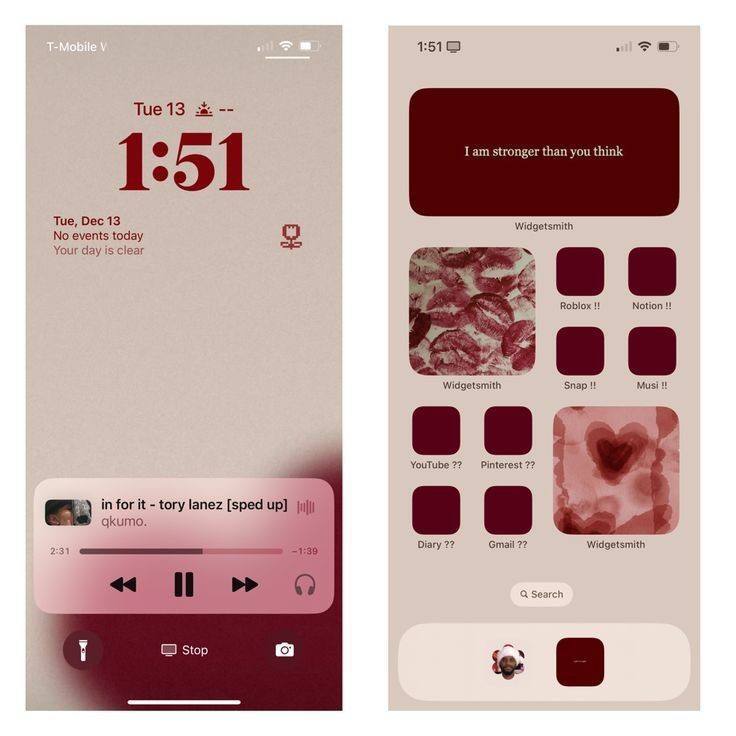 T-Mobile W
Tue 13 --
1:51
Tue, Dec 13
No events today
Your day is clear
in for it - tory lanez [sped up]
qkumo.
2:31
-1:39
Stop
1:51
I am stronger than you think
Widgetsmith
Roblox !! Notion !!
Snap !! Musi !!
Widgetsmith
YouTube ?? Pinterest ??
Diary ?? Gmail ??
Widgetsmith
Search